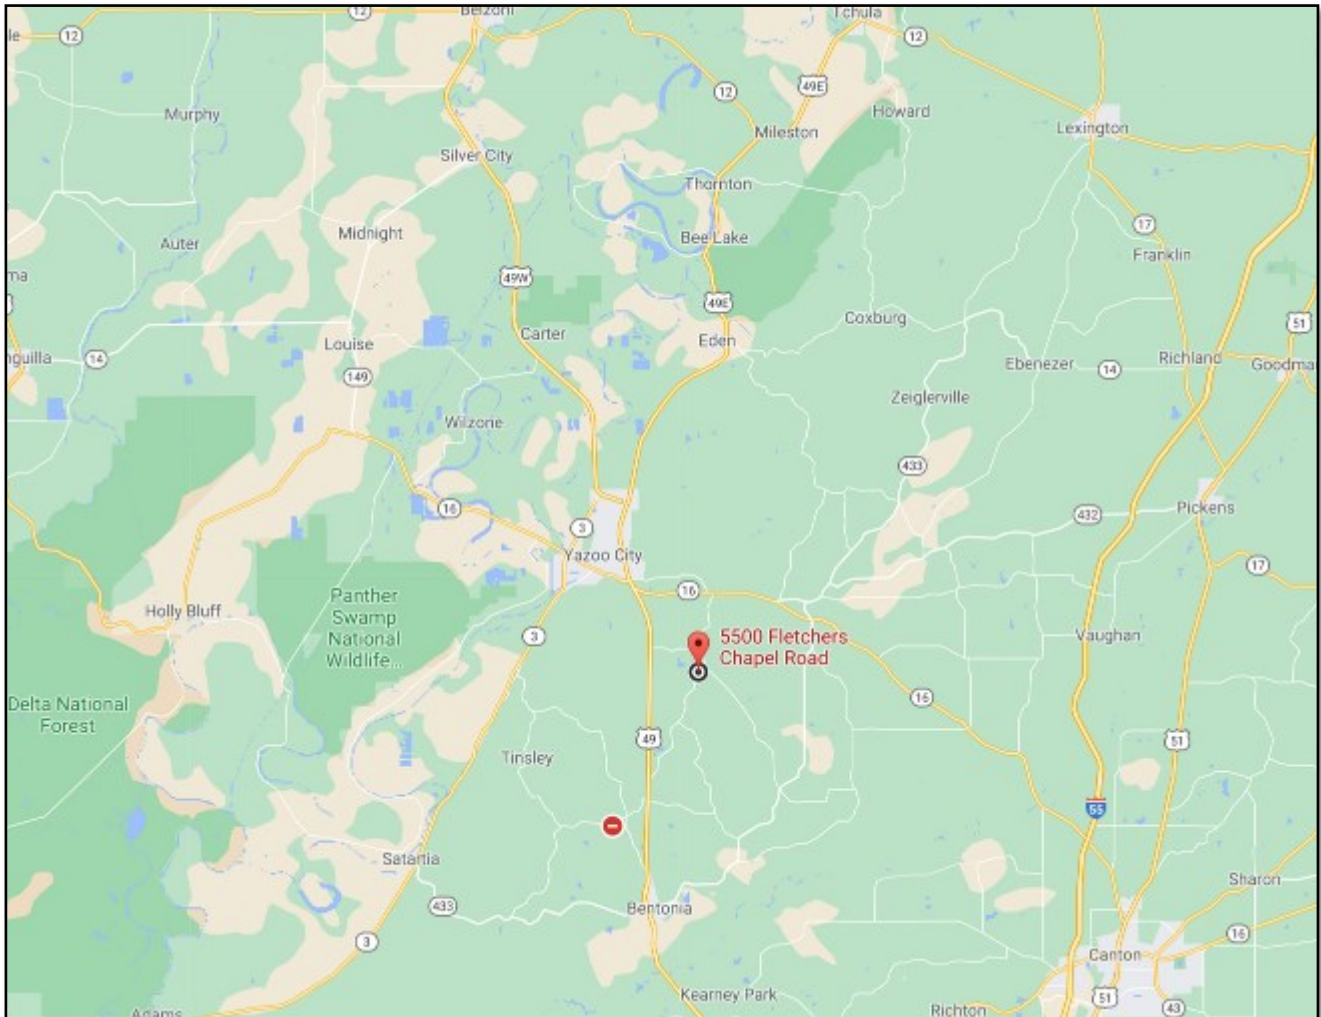 Belzoni
Tchula
12
12
12
le
49E
12
Murphy
Howard
Mileston
Lexington
Silver City
Thornton
17
Midnight
Bee Lake
Auter
Franklin
49W
ma
49E
Coxburg
51
Carter
Louise
Eden
nguilla
14
Ebenezer
14
Richland
Goodma
149
Zeiglerville
Wilzone
433
16
Pickens
432
3
Yazoo City
17
16
Panther
Swamp
National
Wildlife...
Holly Bluff
3
5500 Fletchers
Chapel Road
Vaughan
16
Delta National
Forest
49
51
Tinsley
55
Satartia
Sharon
433
Bentonia
16
3
Canton
Kearney Park
51
43
Richton
Adams